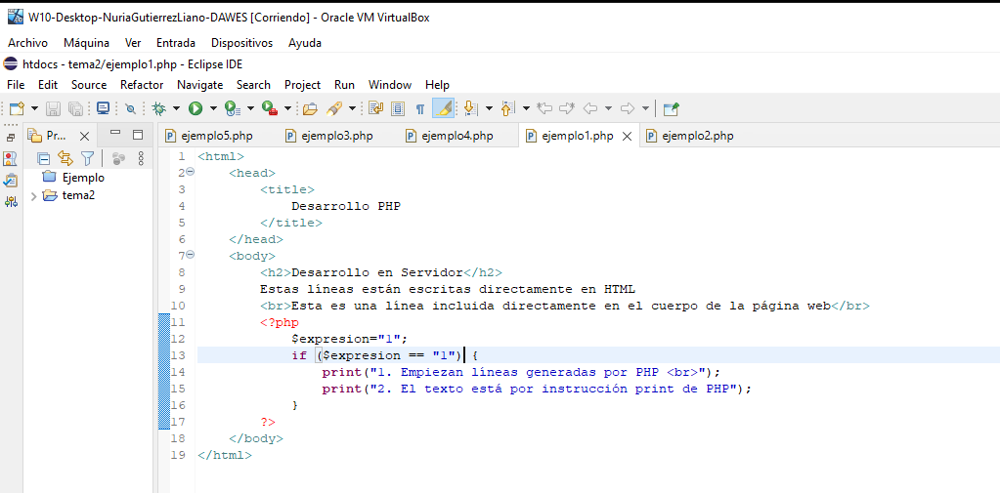 W10-Desktop-NuriaGutierrezLiano-DAWES [Corriendo] - Oracle VM VirtualBox
Archivo Máquina Ver Entrada Dispositivos Ayuda
htdocs - tema2/ejemplo1.php - Eclipse IDE
File Edit Source Refactor Navigate Search Project Run Window Help
Pr... ejemplo5.php ejemplo3.php ejemplo4.php ejemplo1.php ejemplo2.php
Ejemplo
tema2
1 <html>
2 <head>
3 <title>
4 Desarrollo PHP
5 </title>
6 </head>
7 <body>
8 <h2>Desarrollo en Servidor</h2>
9 Estas líneas están escritas directamente en HTML
10 <br>Esta es una línea incluida directamente en el cuerpo de la página web</br>
11 <?php
12 $expresion="1";
13 if ($expresion == "1") {
14 print("1. Empiezan líneas generadas por PHP <br>");
15 print("2. El texto está por instrucción print de PHP");
16 }
17 ?>
18 </body>
19 </html>